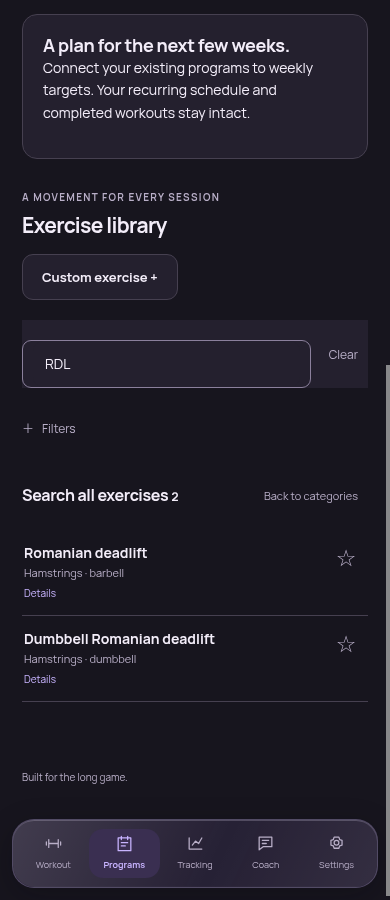 A plan for the next few weeks.
Connect your existing programs to weekly
targets. Your recurring schedule and
completed workouts stay intact.
A MOVEMENT FOR EVERY SESSION
Exercise library
Custom exercise +
RDL
Clear
+ Filters
Search all exercises 2
Back to categories
Romanian deadlift
Hamstrings · barbell
Details
Dumbbell Romanian deadlift
Hamstrings · dumbbell
Details
Built for the long game.
Workout
Programs
Tracking
Coach
Settings